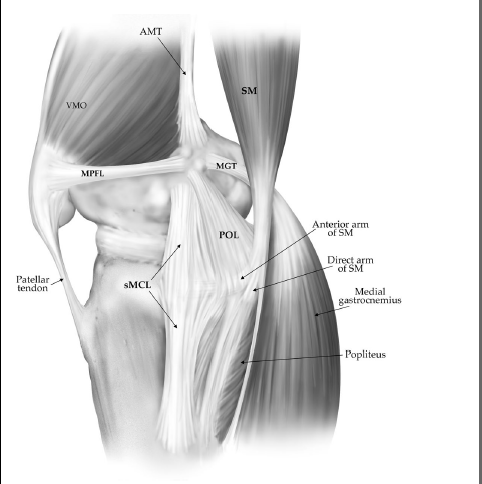 AMT
SM
VMO
MPFL
MGT
POL
Anterior arm
of SM
Direct arm
of SM
Patellar
tendon
sMCL
Medial
gastrocnemius
Popliteus